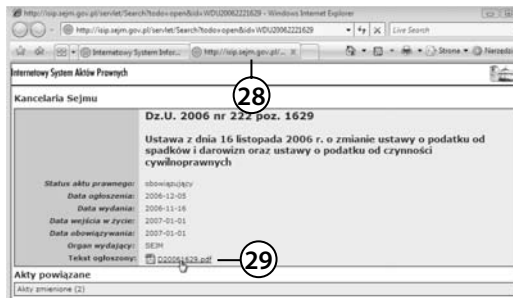 http://isip.sejm.gov.pl/servlet/Search?todo=open&id=WDU20062221629 - Windows Internet Explorer
http://isip.sejm.gov.pl/servlet/Search?todo=open&id=WDU20062221629
Live Search
Internetowy System Infor...
http://isip.sejm.gov.pl/...
Strona
Narzędzi
Internetowy System Aktów Prawnych
28
Kancelaria Sejmu
Dz.U. 2006 nr 222 poz. 1629
Ustawa z dnia 16 listopada 2006 r. o zmianie ustawy o podatku od
spadków i darowizn oraz ustawy o podatku od czynności
cywilnoprawnych
Status aktu prawnego: obowiązujący
Data ogłoszenia: 2006-12-05
Data wydania: 2006-11-16
Data wejścia w życie: 2007-01-01
Data obowiązywania: 2007-01-01
Organ wydający: SEJM
Tekst ogłoszony: D20061629.pdf
29
Akty powiązane
Akty zmienione (2)